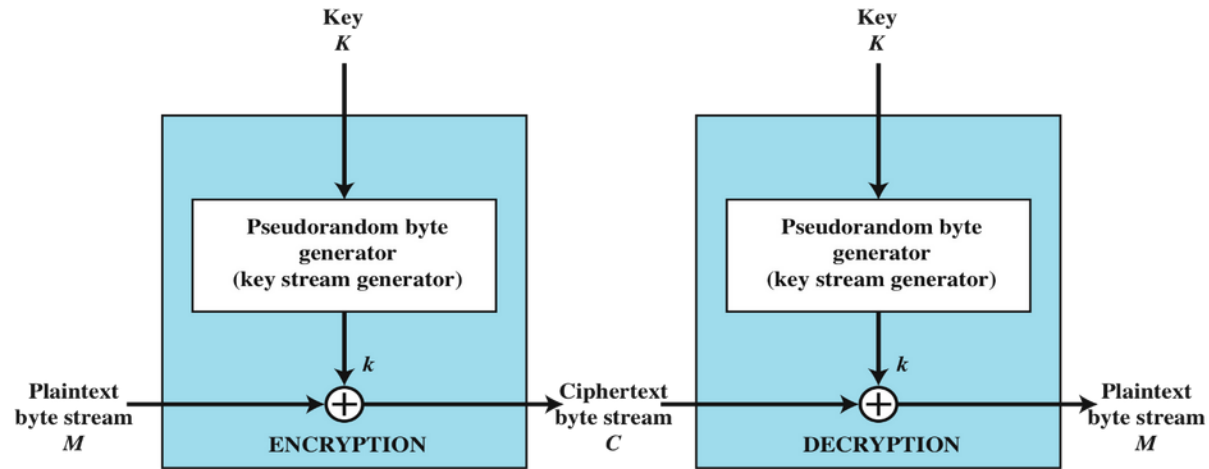 Key
K
Key
K
Pseudorandom byte
generator
(key stream generator)
Pseudorandom byte
generator
(key stream generator)
k
k
Plaintext
byte stream
M
Ciphertext
byte stream
C
Plaintext
byte stream
M
ENCRYPTION
DECRYPTION